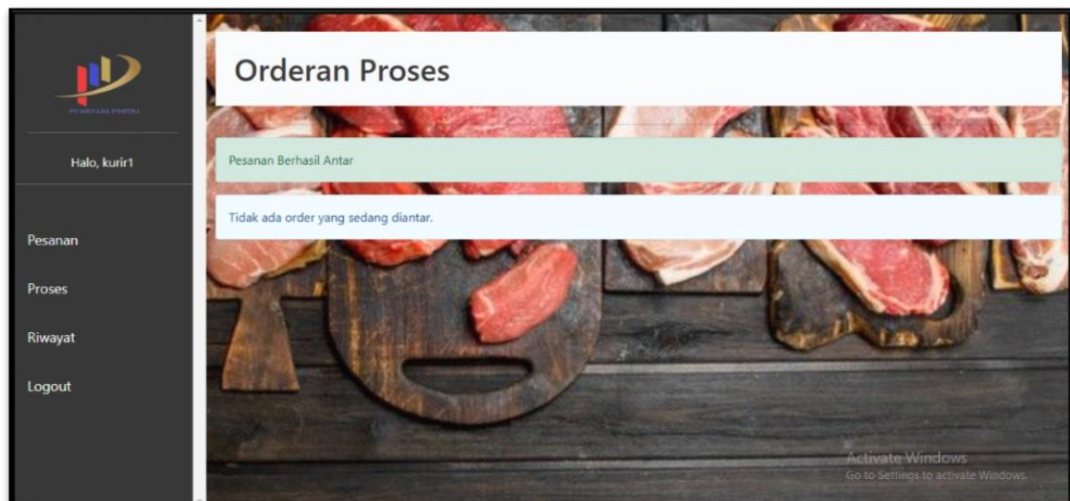 Halo, kurir1
Pesanan
Proses
Riwayat
Logout
Orderan Proses
Pesanan Berhasil Antar
Tidak ada order yang sedang diantar.
Activate Windows
Go to Settings to activate Windows.